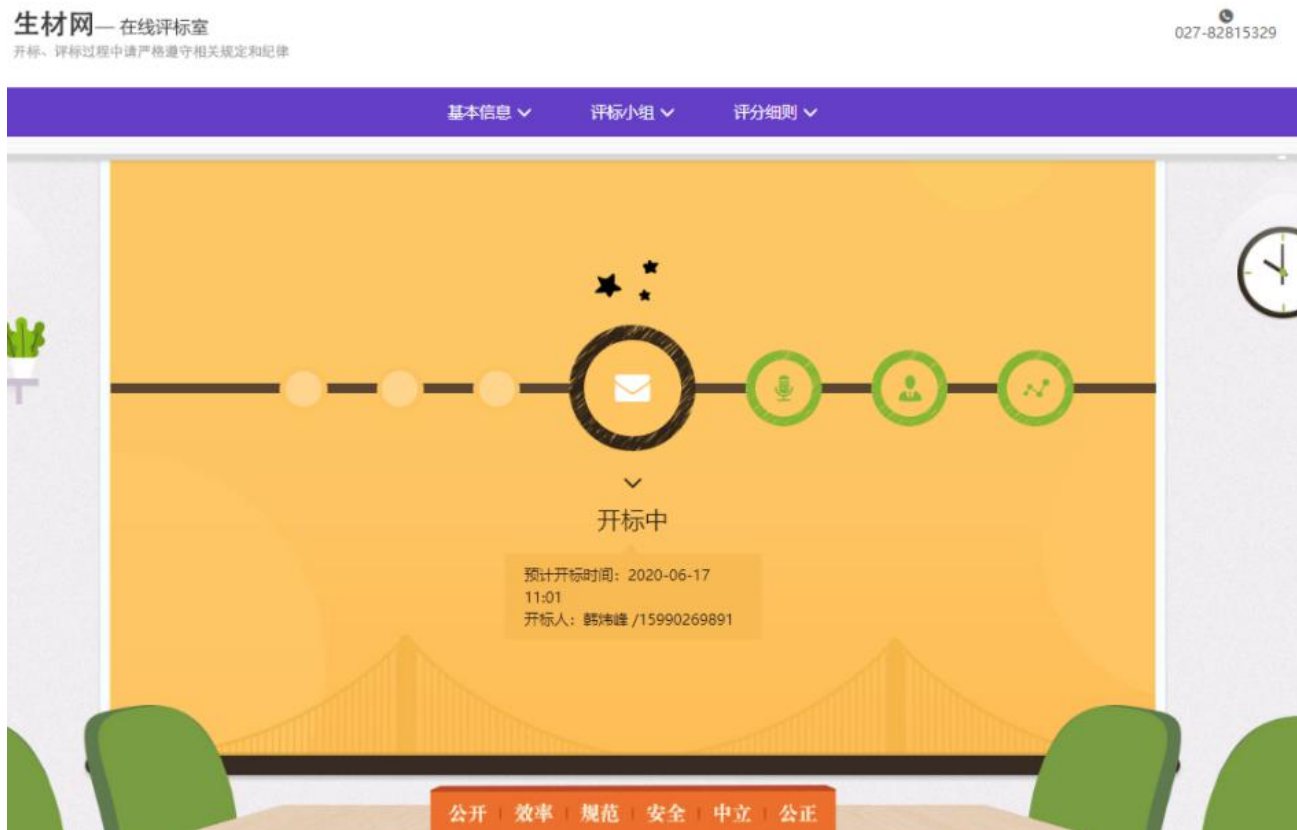 生材网— 在线评标室
开标、评标过程中请严格遵守相关规定和纪律
027-82815329
基本信息
评标小组
评分细则
开标中
预计开标时间：2020-06-17
11:01
开标人：韩炜峰 /15990269891
公开 | 效率 | 规范 | 安全 | 中立 | 公正